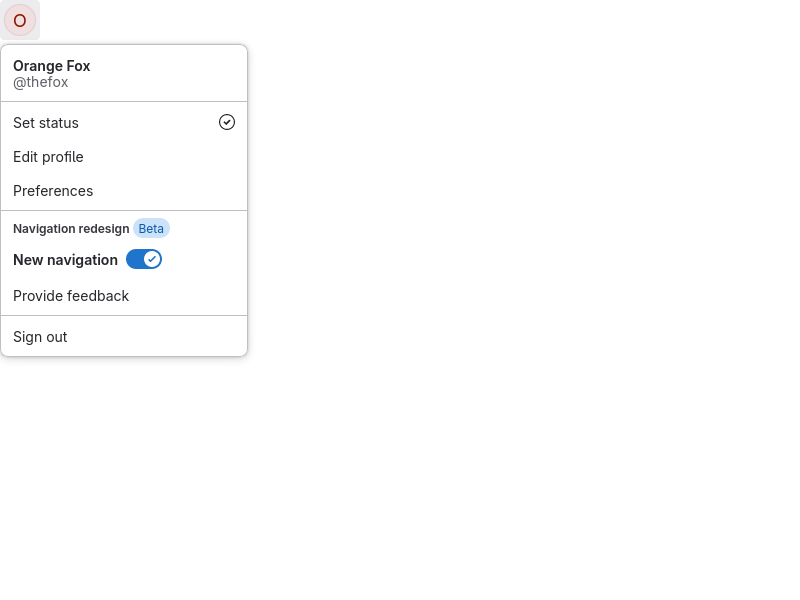 O
Orange Fox
@thefox
Set status
Edit profile
Preferences
Navigation redesign Beta
New navigation
Provide feedback
Sign out